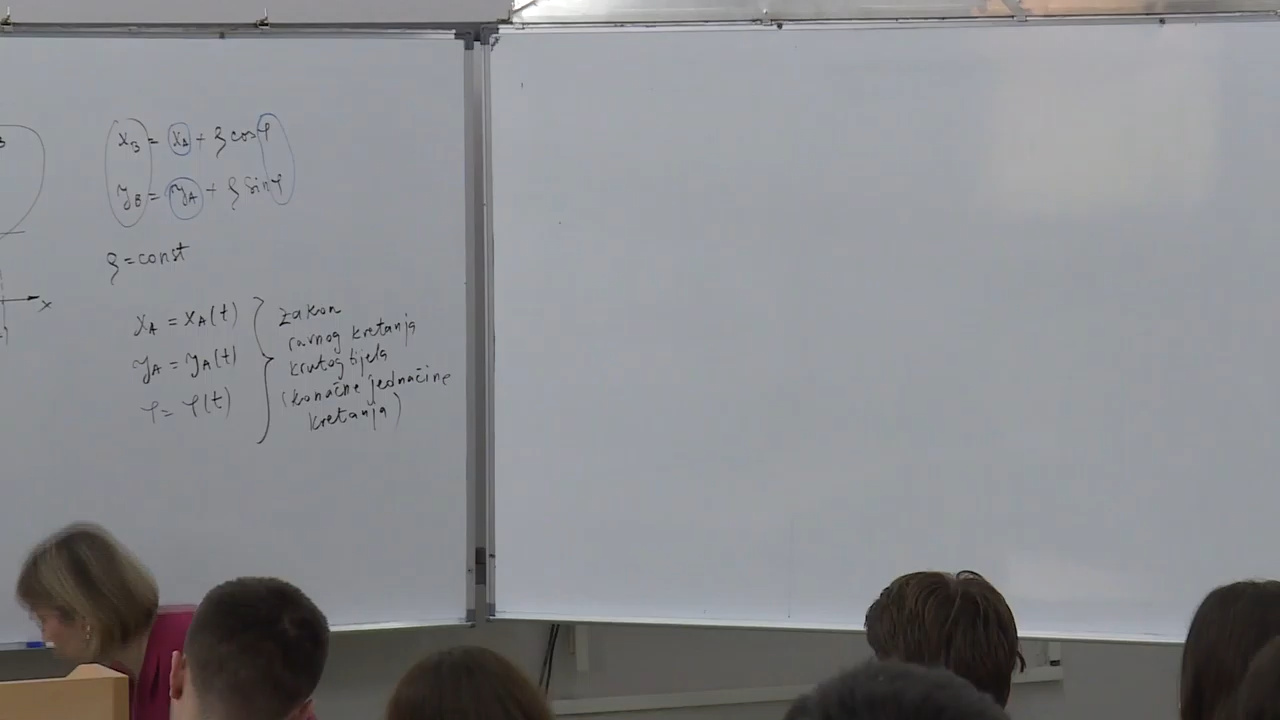 x_B = x_A + ρ cos φ
y_B = y_A + ρ sin φ
ρ = const
x_A = x_A(t)
y_A = y_A(t)
φ = φ(t)
zakon
ravnog kretanja
krutog tijela
(konačne jednačine
kretanja)
B
x